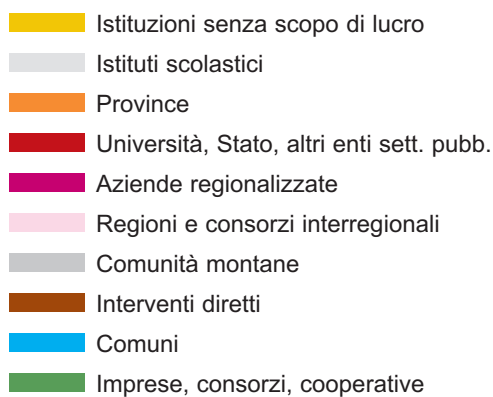 Istituzioni senza scopo di lucro
Istituti scolastici
Province
Università, Stato, altri enti sett. pubb.
Aziende regionalizzate
Regioni e consorzi interregionali
Comunità montane
Interventi diretti
Comuni
Imprese, consorzi, cooperative